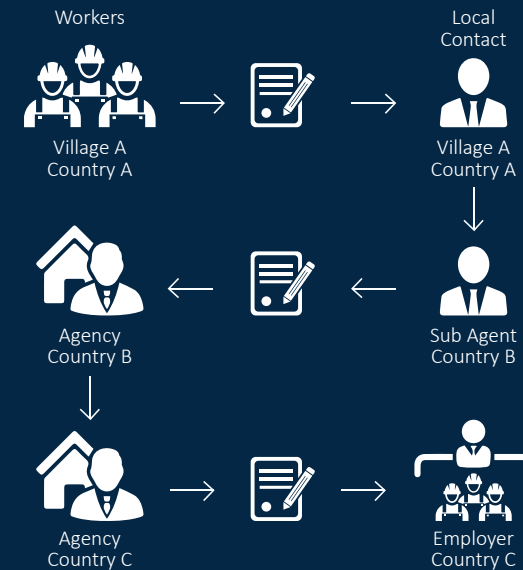 Workers
Local
Contact
Village A
Country A
Village A
Country A
Agency
Country B
Sub Agent
Country B
Agency
Country C
Employer
Country C